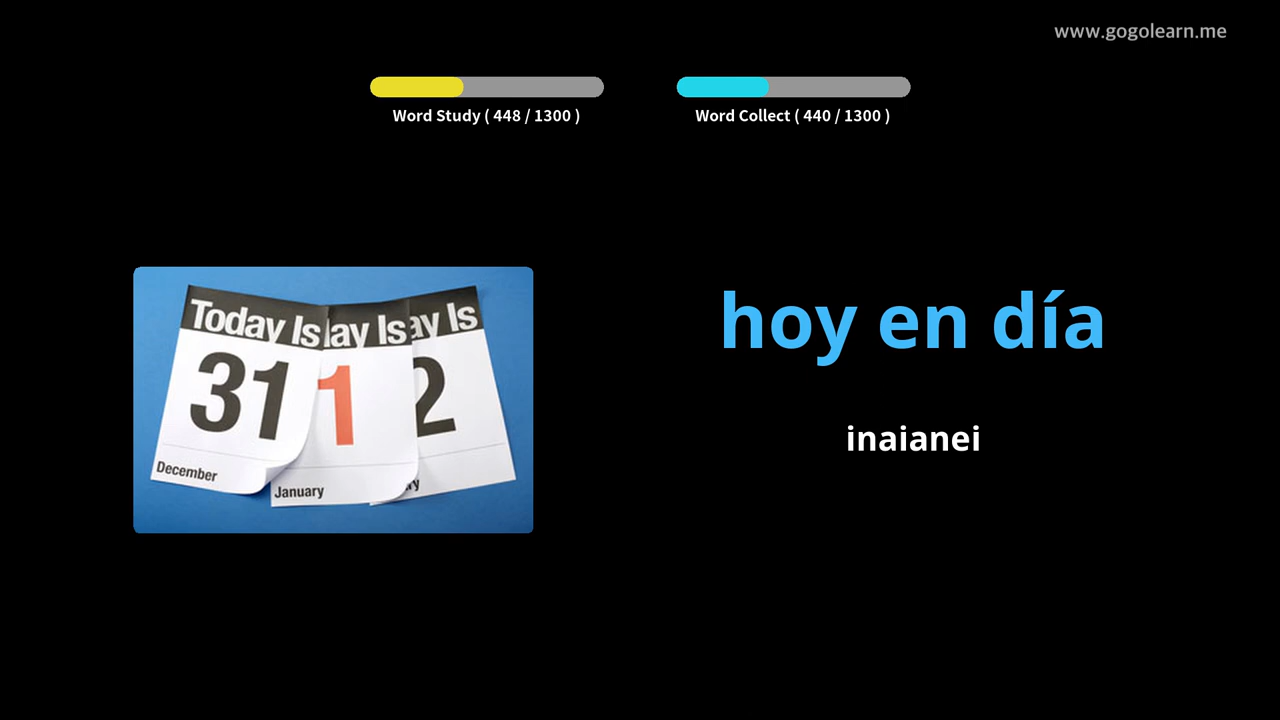 www.gogolearn.me
Word Study ( 448 / 1300 )
Word Collect ( 440 / 1300 )
Today Is
ay Is
ay Is
31
1
2
December
January
ry
hoy en día
inaianei